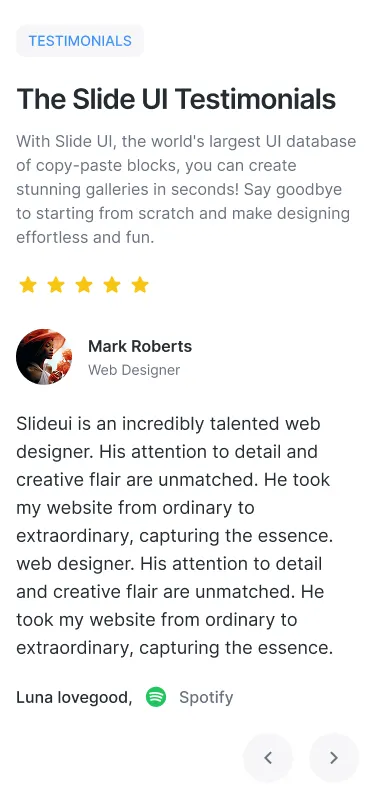 TESTIMONIALS
The Slide UI Testimonials
With Slide UI, the world's largest UI database
of copy-paste blocks, you can create
stunning galleries in seconds! Say goodbye
to starting from scratch and make designing
effortless and fun.
Mark Roberts
Web Designer
Slideui is an incredibly talented web
designer. His attention to detail and
creative flair are unmatched. He took
my website from ordinary to
extraordinary, capturing the essence.
web designer. His attention to detail
and creative flair are unmatched. He
took my website from ordinary to
extraordinary, capturing the essence.
Luna lovegood, Spotify